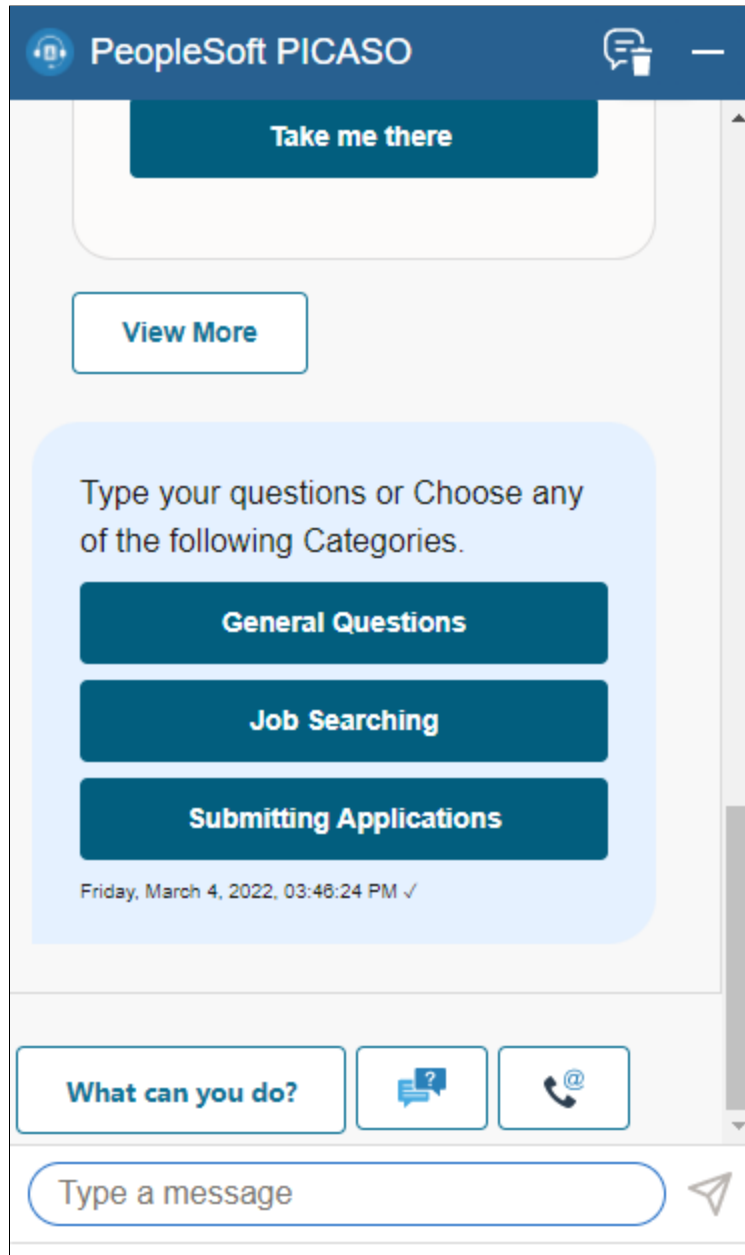 PeopleSoft PICASO
Take me there
View More
Type your questions or Choose any
of the following Categories.
General Questions
Job Searching
Submitting Applications
Friday, March 4, 2022, 03:46:24 PM ✓
What can you do?
?
@
Type a message